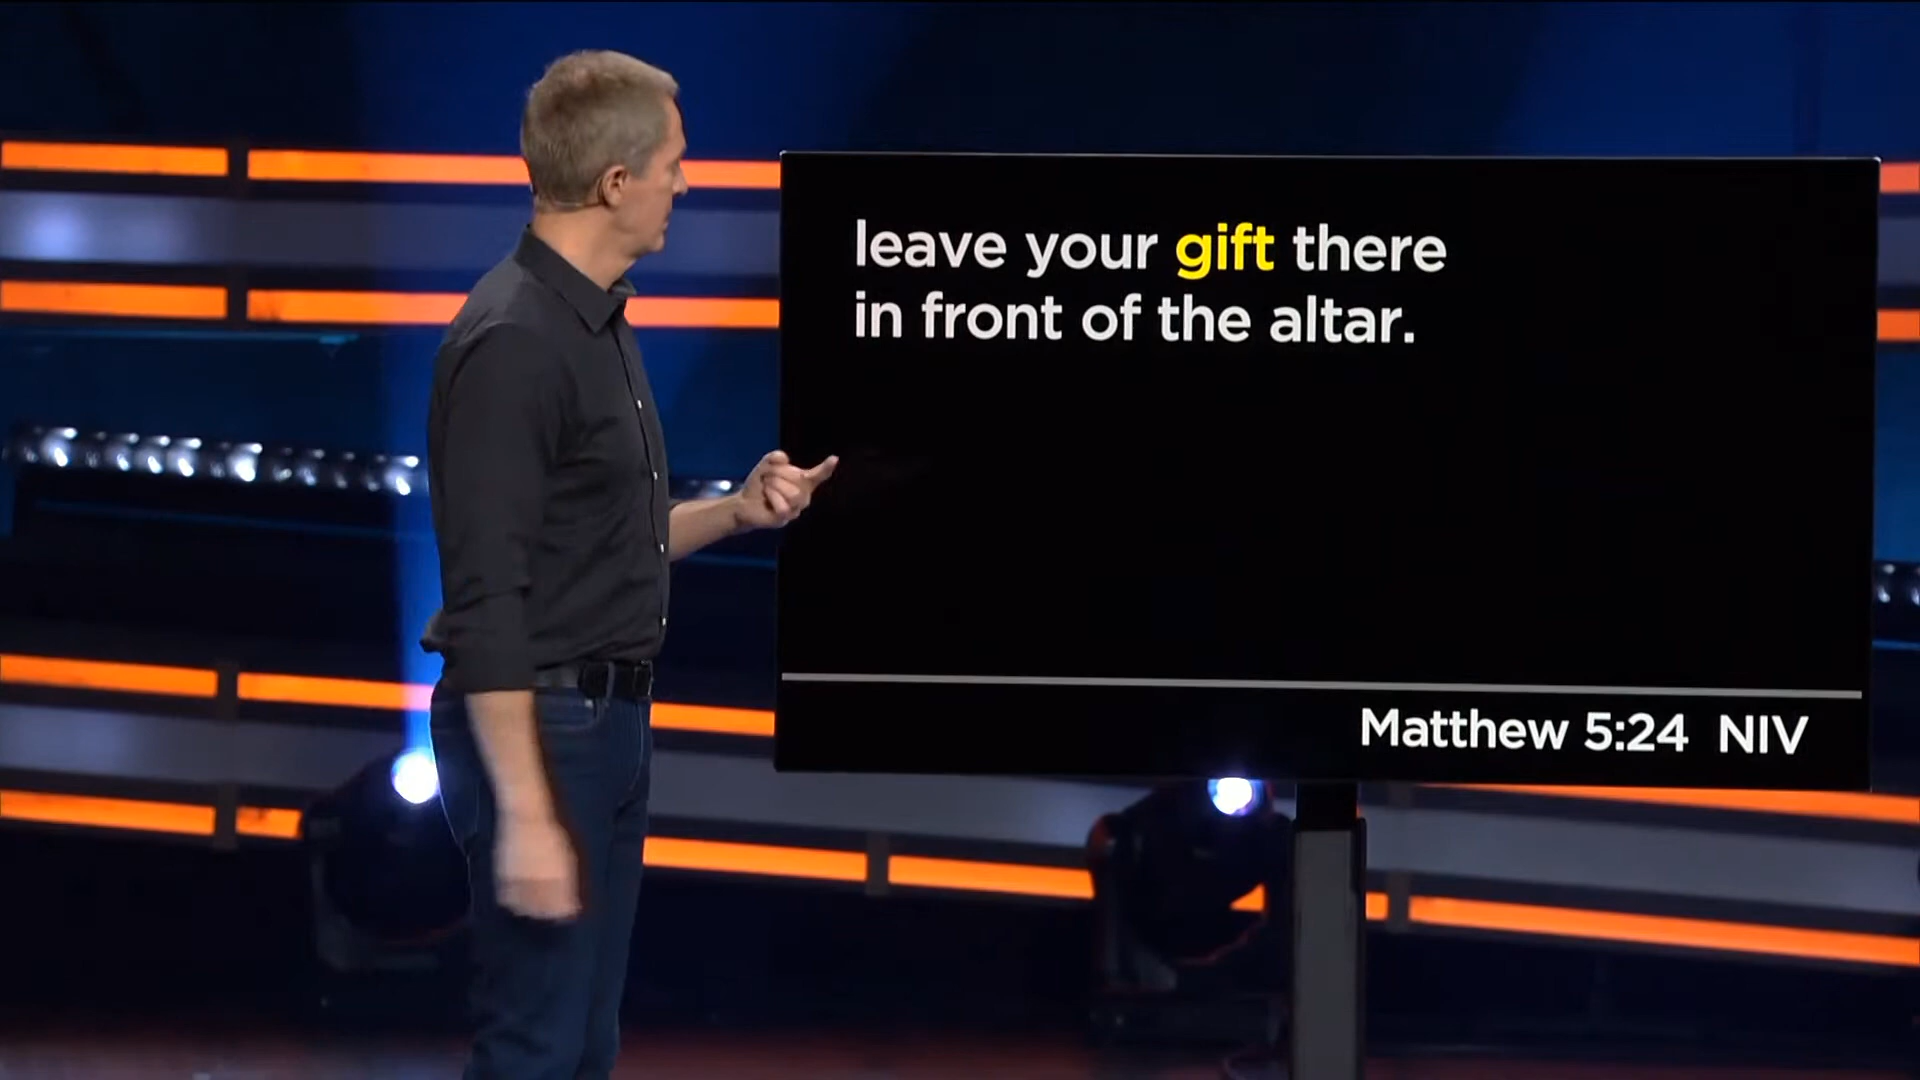 leave your gift there
in front of the altar.
Matthew 5:24 NIV